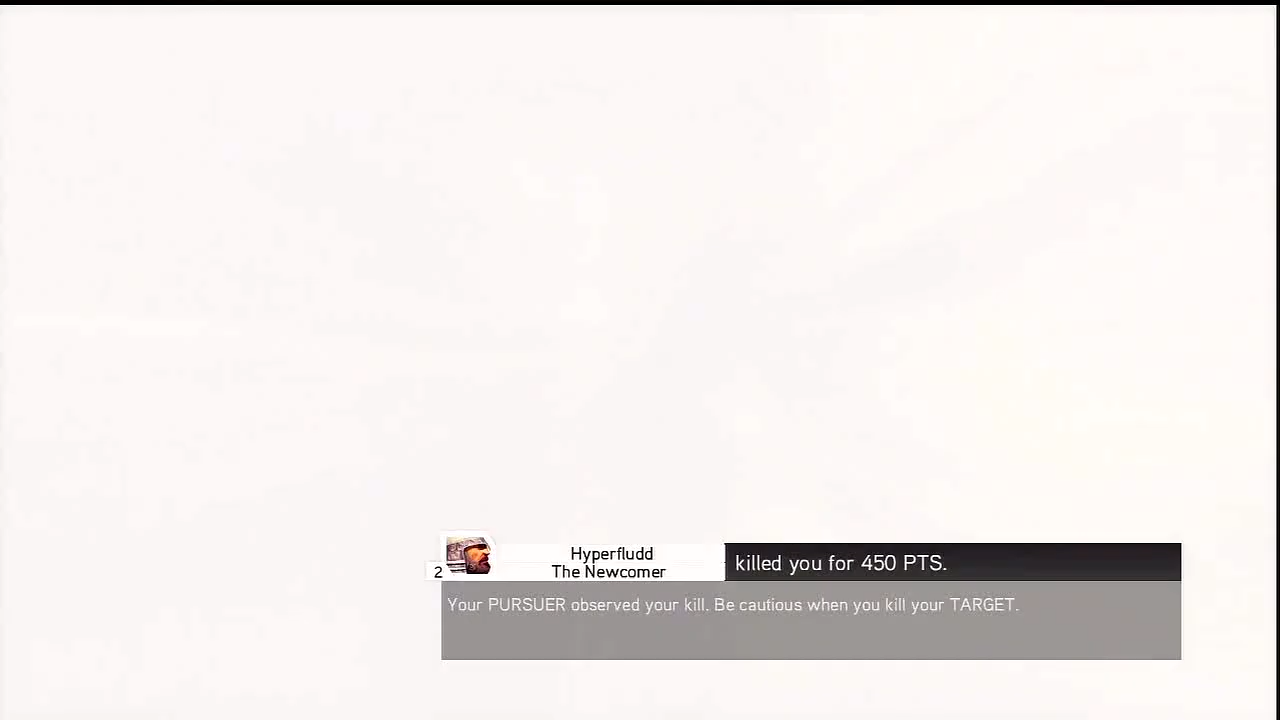 Hyperfludd
2
The Newcomer
killed you for 450 PTS.
Your PURSUER observed your kill. Be cautious when you kill your TARGET.